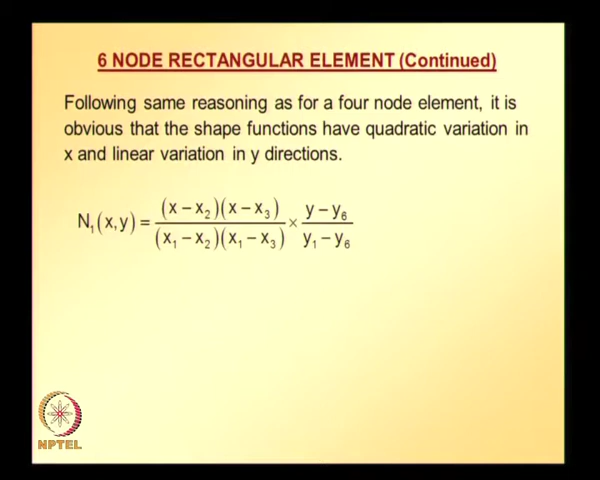 6 NODE RECTANGULAR ELEMENT (Continued)
Following same reasoning as for a four node element, it is
obvious that the shape functions have quadratic variation in
x and linear variation in y directions.
N₁(x,y) = (x − x₂)(x − x₃) / (x₁ − x₂)(x₁ − x₃) × y − y₆ / y₁ − y₆
NPTEL